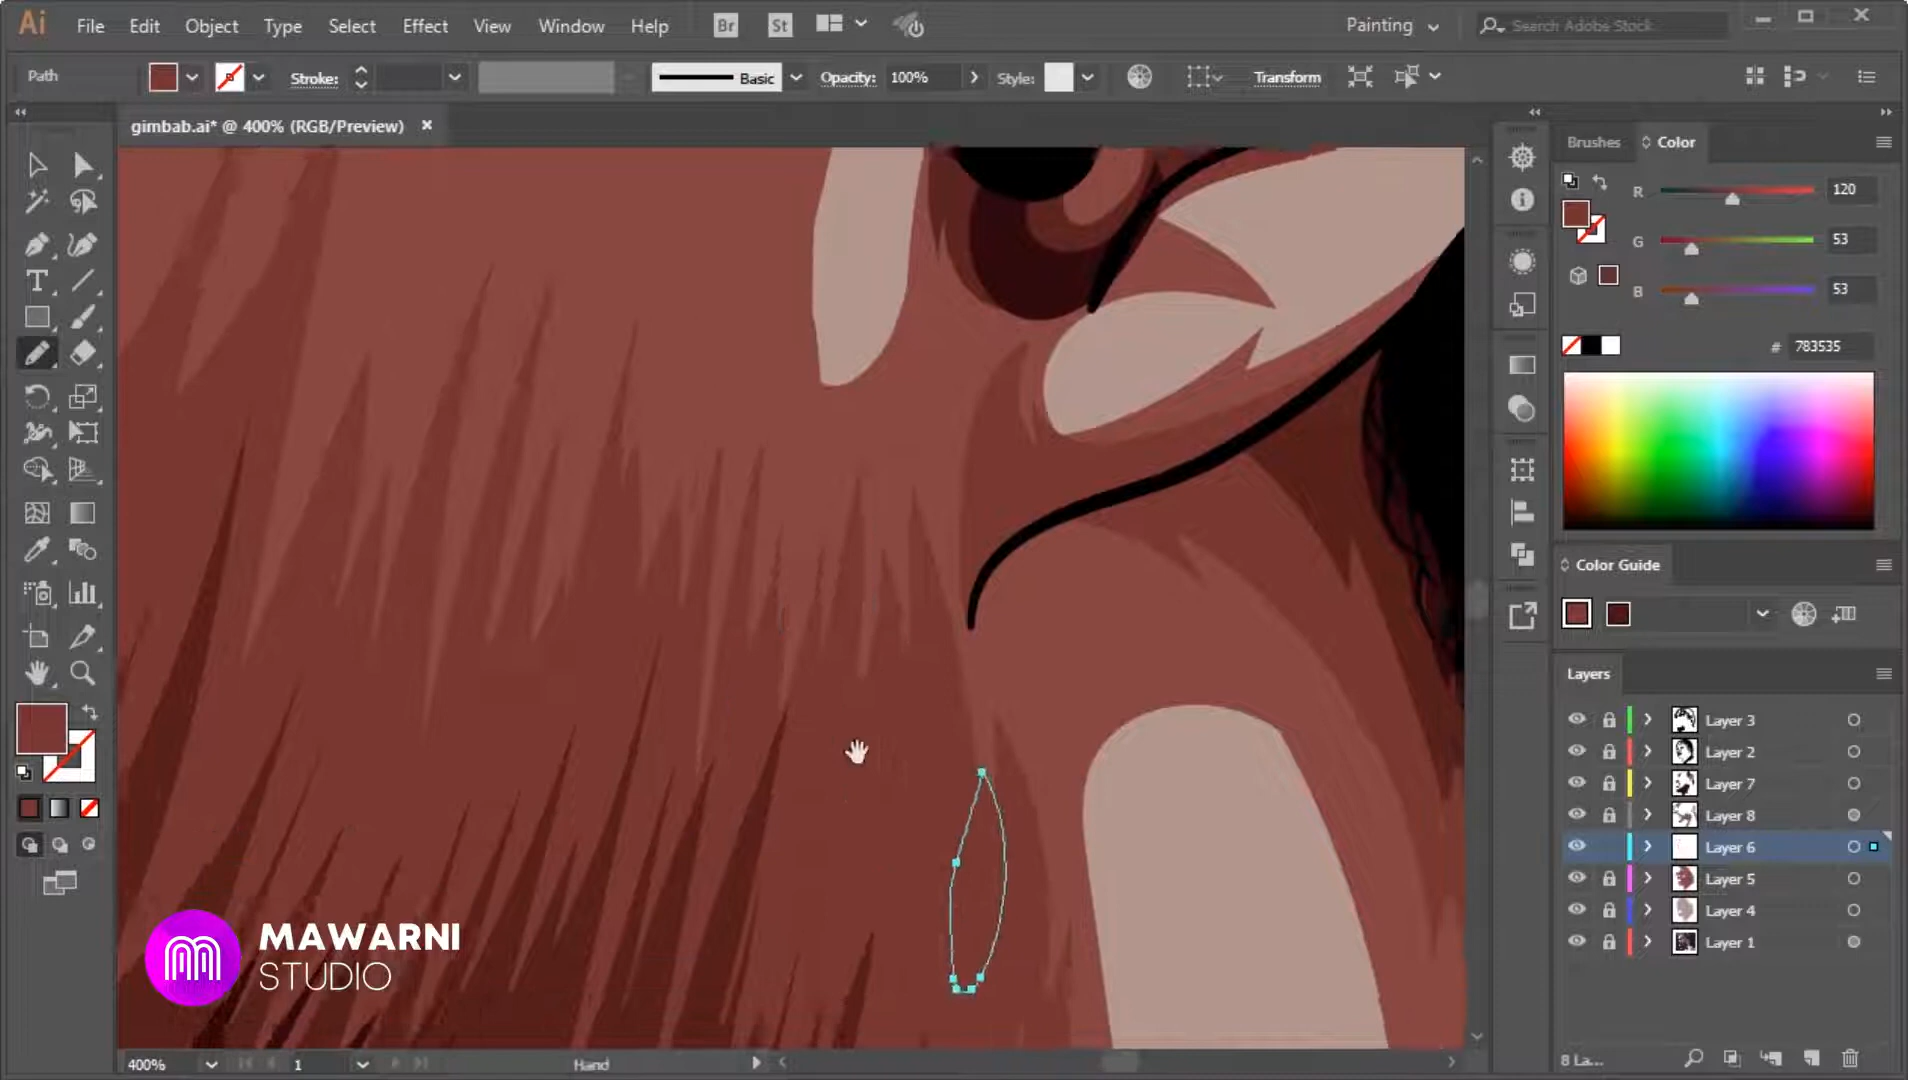 Ai File Edit Object Type Select Effect View Window Help Br St Painting Search Adobe Stock
Path Stroke: Basic Opacity: 100% Style: Transform
gimbab.ai* @ 400% (RGB/Preview) ×
Brushes Color
R 120
G 53
B 53
# 783535
Color Guide
Layers
Layer 3
Layer 2
Layer 7
Layer 8
Layer 6
Layer 5
Layer 4
Layer 1
MAWARNI
STUDIO
400% 1 Hand 8 La...